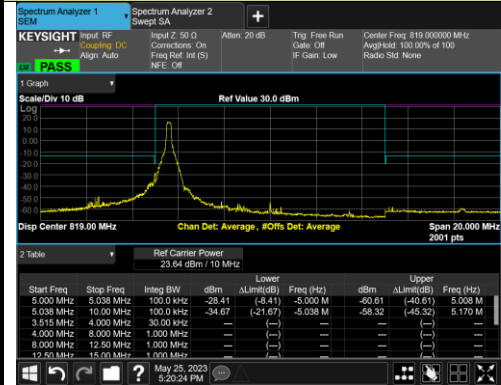 Spectrum Analyzer 1
SEM
Spectrum Analyzer 2
Swept SA
KEYSIGHT
Input: RF
Coupling: DC
Align: Auto
Input Z: 50 Ω
Corrections: On
Freq Ref: Int (S)
NFE: Off
Atten: 20 dB
Trig: Free Run
Gate: Off
IF Gain: Low
Center Freq: 819.000000 MHz
Avg|Hold: 100.00% of 100
Radio Std: None
PASS
1 Graph
Scale/Div 10 dB
Ref Value 30.0 dBm
Log
20.0
10.0
0.00
-10.0
-20.0
-30.0
-40.0
-50.0
-60.0
Disp Center 819.00 MHz
Chan Det: Average, #Offs Det: Average
Span 20.000 MHz
2001 pts
2 Table
Ref Carrier Power
23.64 dBm / 10 MHz
Lower Upper
Start Freq Stop Freq Integ BW dBm ΔLimit(dB) Freq (Hz) dBm ΔLimit(dB) Freq (Hz)
5.000 MHz 5.038 MHz 100.0 kHz -28.41 (-8.41) -5.000 M -60.61 (-40.61) 5.008 M
5.038 MHz 10.00 MHz 100.0 kHz -34.67 (-21.67) -5.038 M -58.32 (-45.32) 5.170 M
3.515 MHz 4.000 MHz 30.00 kHz --- (---) --- --- (---) ---
4.000 MHz 8.000 MHz 1.000 MHz --- (---) --- --- (---) ---
8.000 MHz 12.50 MHz 1.000 MHz --- (---) --- --- (---) ---
12.50 MHz 15.00 MHz 1.000 MHz --- (---) --- --- (---) ---
May 25, 2023
5:20:24 PM